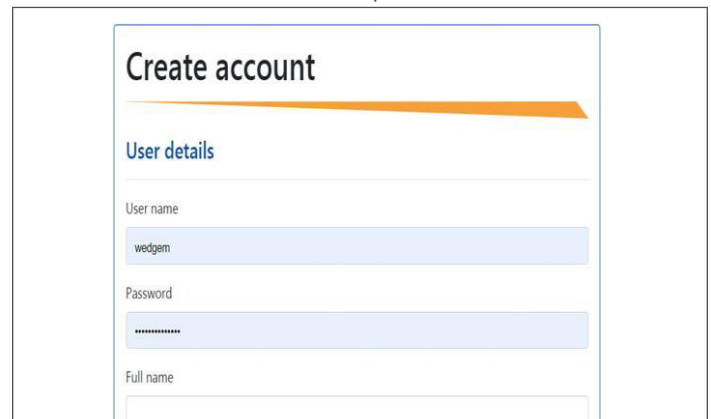 Create account
User details
User name
wedgem
Password
••••••••••••••
Full name